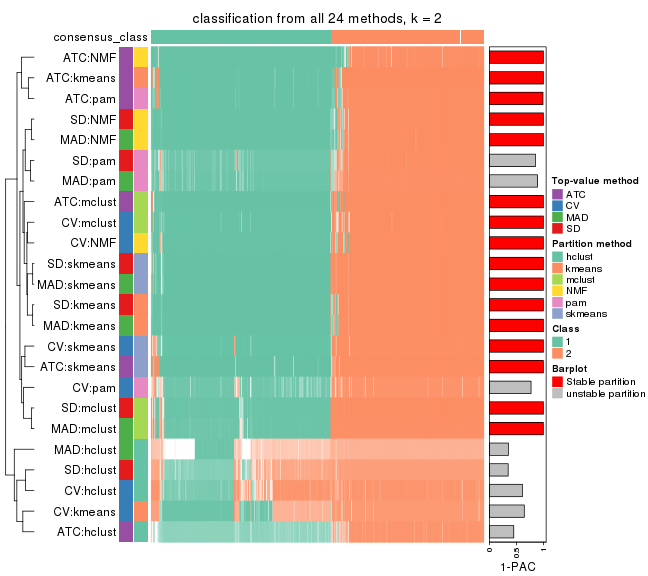 classification from all 24 methods, k = 2
consensus_class
ATC:NMF
ATC:kmeans
ATC:pam
SD:NMF
MAD:NMF
SD:pam
MAD:pam
ATC:mclust
CV:mclust
CV:NMF
SD:skmeans
MAD:skmeans
SD:kmeans
MAD:kmeans
CV:skmeans
ATC:skmeans
CV:pam
SD:mclust
MAD:mclust
MAD:hclust
SD:hclust
CV:hclust
CV:kmeans
ATC:hclust
0
0.5
1
1-PAC
Top-value method
ATC
CV
MAD
SD
Partition method
hclust
kmeans
mclust
NMF
pam
skmeans
Class
1
2
Barplot
Stable partition
unstable partition